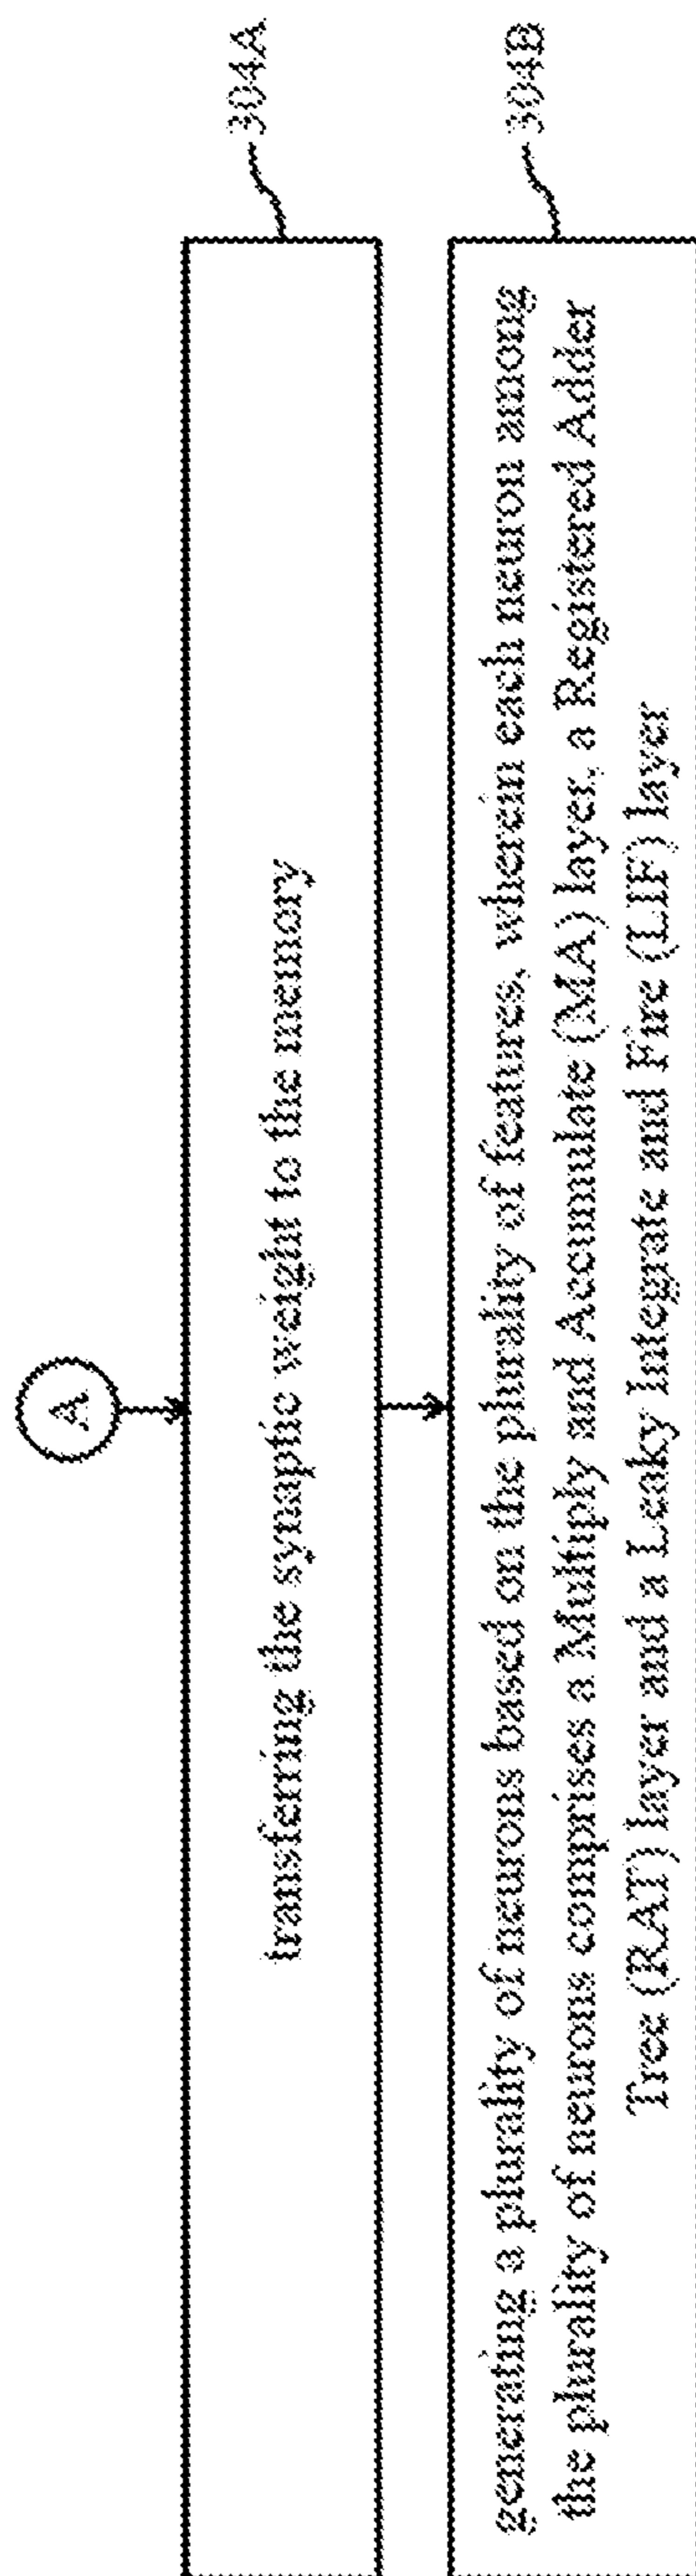 A
304A
transferring the synaptic weight to the memory
304B
generating a plurality of neurons based on the plurality of features, wherein each neuron among
the plurality of neurons comprises a Multiply and Accumulate (MA) layer, a Registered Adder
Tree (RAT) layer and a Leaky Integrate and Fire (LIF) layer